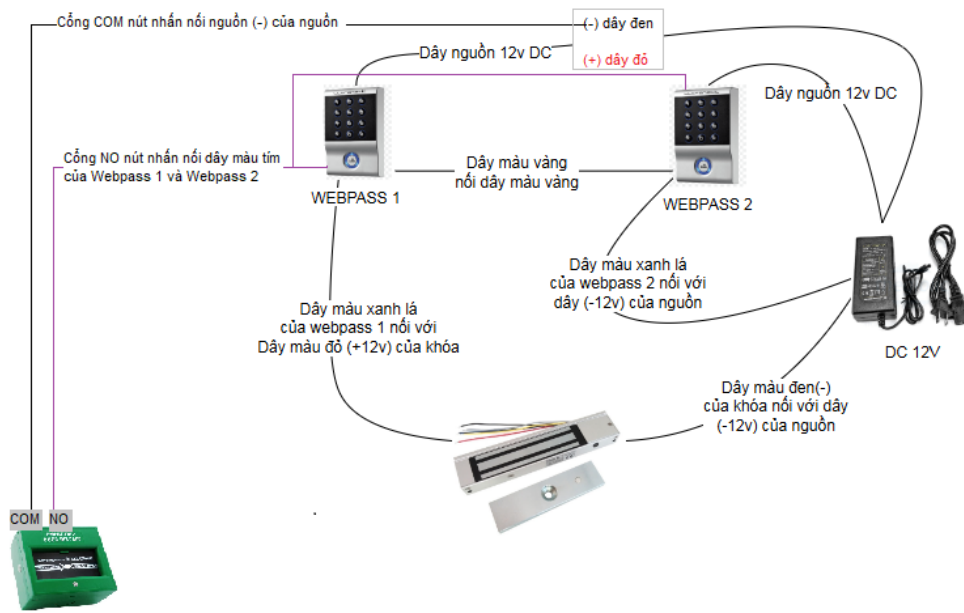 Cổng COM nút nhấn nối nguồn (-) của nguồn
(-) dây đen
Dây nguồn 12v DC
(+) dây đỏ
Dây nguồn 12v DC
Cổng NO nút nhấn nối dây màu tím
của Webpass 1 và Webpass 2
Dây màu vàng
nối dây màu vàng
WEBPASS 1
WEBPASS 2
Dây màu xanh lá
của webpass 2 nối với
dây (-12v) của nguồn
Dây màu xanh lá
của webpass 1 nối với
Dây màu đỏ (+12v) của khóa
DC 12V
Dây màu đen(-)
của khóa nối với dây
(-12v) của nguồn
COM
NO